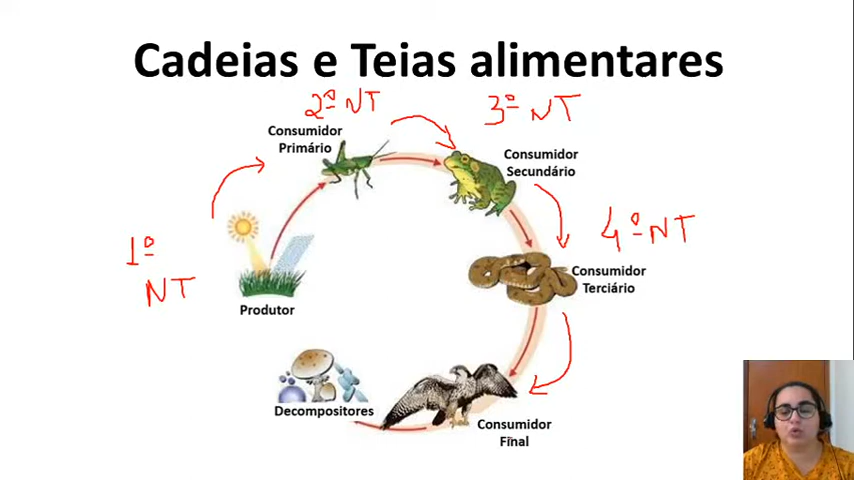 Cadeias e Teias alimentares
2º NT
3º NT
Consumidor
Primário
Consumidor
Secundário
1º
NT
4º NT
Consumidor
Terciário
Produtor
Decompositores
Consumidor
Final